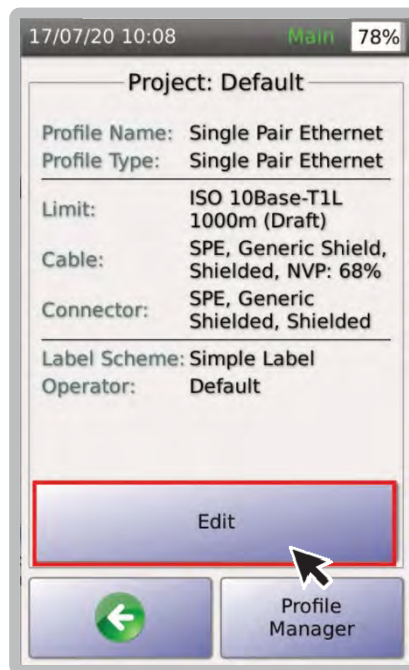 17/07/20 10:08 Main 78%
Project: Default
Profile Name: Single Pair Ethernet
Profile Type: Single Pair Ethernet
Limit: ISO 10Base-T1L
1000m (Draft)
Cable: SPE, Generic Shield,
Shielded, NVP: 68%
Connector: SPE, Generic
Shielded, Shielded
Label Scheme: Simple Label
Operator: Default
Edit
Profile
Manager